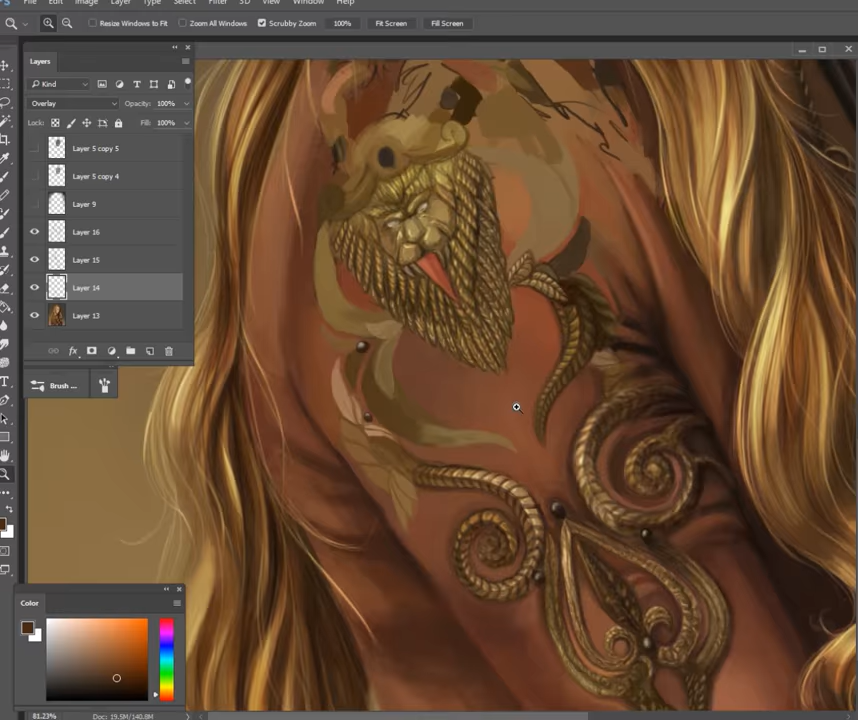 File Edit Image Layer Type Select Filter 3D View Window Help
Resize Windows to Fit Zoom All Windows Scrubby Zoom 100% Fit Screen Fill Screen
Layers
Kind
Overlay Opacity: 100%
Lock: Fill: 100%
Layer 5 copy 5
Layer 5 copy 4
Layer 9
Layer 16
Layer 15
Layer 14
Layer 13
fx
Brush ...
Color
81.23% Doc: 19.5M/140.8M